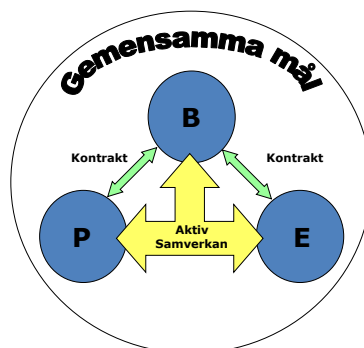 Gemensamma mål
B
Kontrakt
Kontrakt
P
Aktiv
Samverkan
E